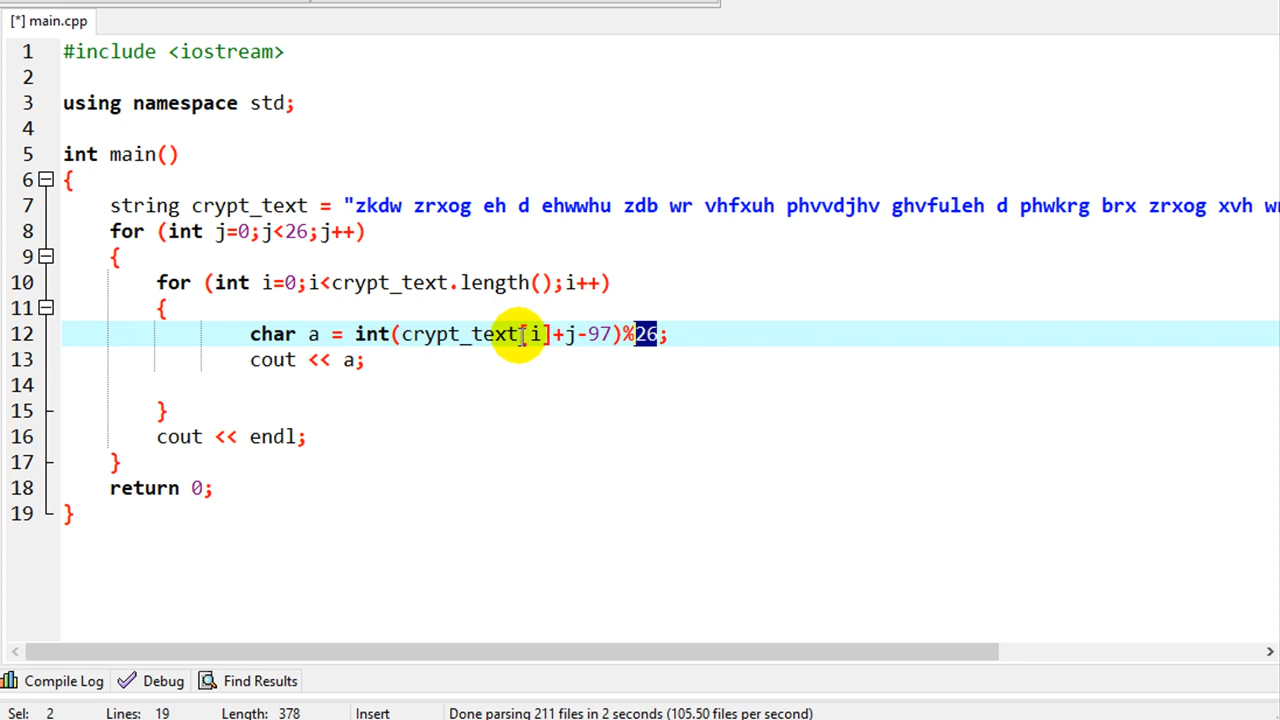 [*] main.cpp
1 #include <iostream>
2
3 using namespace std;
4
5 int main()
6 {
7 string crypt_text = "zkdw zrxog eh d ehwwhu zdb wr vhfxuh phvvdjhv ghvfuleh d phwkrg brx zrxog xvh
8 for (int j=0;j<26;j++)
9 {
10 for (int i=0;i<crypt_text.length();i++)
11 {
12 char a = int(crypt_text[i]+j-97)%26;
13 cout << a;
14
15 }
16 cout << endl;
17 }
18 return 0;
19 }
Compile Log Debug Find Results
Sel: 2 Lines: 19 Length: 378 Insert Done parsing 211 files in 2 seconds (105.50 files per second)